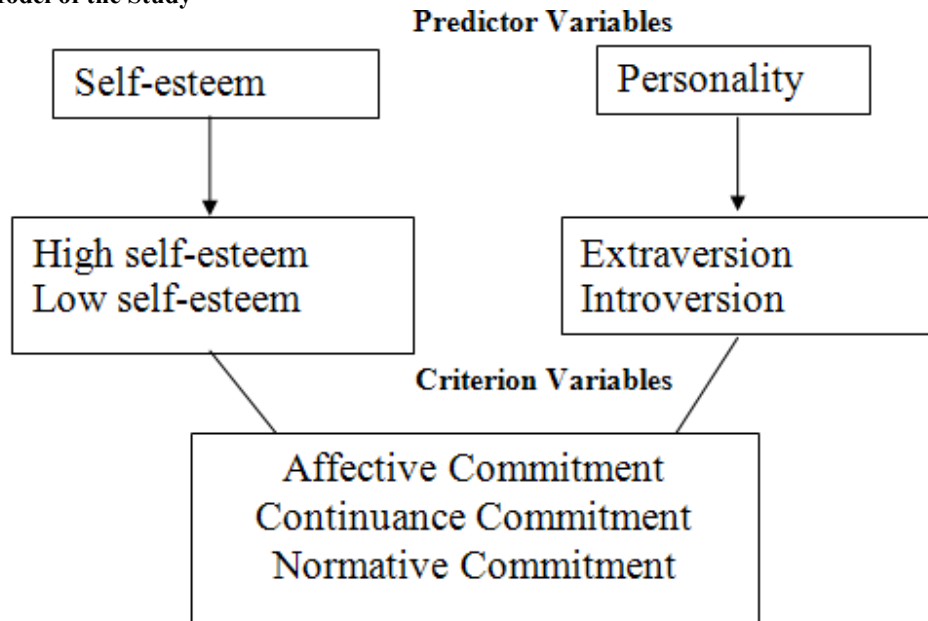 of the Study
Predictor Variables
Self-esteem
Personality
High self-esteem
Low self-esteem
Extraversion
Introversion
Criterion Variables
Affective Commitment
Continuance Commitment
Normative Commitment